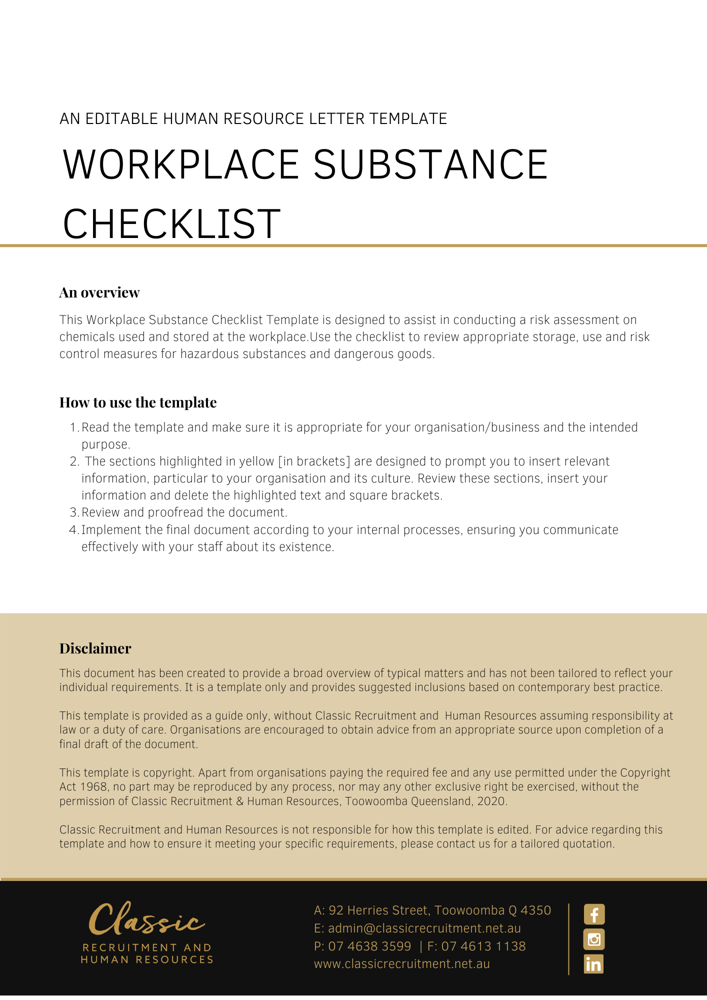 AN EDITABLE HUMAN RESOURCE LETTER TEMPLATE
WORKPLACE SUBSTANCE
CHECKLIST
An overview
This Workplace Substance Checklist Template is designed to assist in conducting a risk assessment on
chemicals used and stored at the workplace.Use the checklist to review appropriate storage, use and risk
control measures for hazardous substances and dangerous goods.
How to use the template
1. Read the template and make sure it is appropriate for your organisation/business and the intended
purpose.
2. The sections highlighted in yellow [in brackets] are designed to prompt you to insert relevant
information, particular to your organisation and its culture. Review these sections, insert your
information and delete the highlighted text and square brackets.
3. Review and proofread the document.
4. Implement the final document according to your internal processes, ensuring you communicate
effectively with your staff about its existence.
Disclaimer
This document has been created to provide a broad overview of typical matters and has not been tailored to reflect your
individual requirements. It is a template only and provides suggested inclusions based on contemporary best practice.
This template is provided as a guide only, without Classic Recruitment and Human Resources assuming responsibility at
law or a duty of care. Organisations are encouraged to obtain advice from an appropriate source upon completion of a
final draft of the document.
This template is copyright. Apart from organisations paying the required fee and any use permitted under the Copyright
Act 1968, no part may be reproduced by any process, nor may any other exclusive right be exercised, without the
permission of Classic Recruitment & Human Resources, Toowoomba Queensland, 2020.
Classic Recruitment and Human Resources is not responsible for how this template is edited. For advice regarding this
template and how to ensure it meeting your specific requirements, please contact us for a tailored quotation.
Classic
RECRUITMENT AND
HUMAN RESOURCES
A: 92 Herries Street, Toowoomba Q 4350
E: admin@classicrecruitment.net.au
P: 07 4638 3599 | F: 07 4613 1138
www.classicrecruitment.net.au